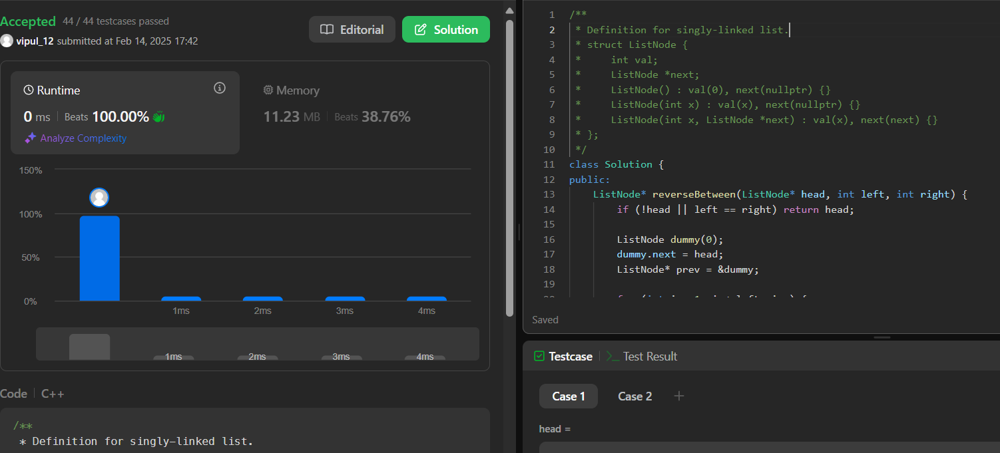 Accepted 44 / 44 testcases passed
vipul_12 submitted at Feb 14, 2025 17:42
Editorial
Solution
Runtime
0 ms | Beats 100.00%
Analyze Complexity
Memory
11.23 MB | Beats 38.76%
150%
100%
50%
0%
1ms 2ms 3ms 4ms
1ms 2ms 3ms 4ms
Code | C++
/**
 * Definition for singly-linked list.
1 /**
2  * Definition for singly-linked list.
3  * struct ListNode {
4  *     int val;
5  *     ListNode *next;
6  *     ListNode() : val(0), next(nullptr) {}
7  *     ListNode(int x) : val(x), next(nullptr) {}
8  *     ListNode(int x, ListNode *next) : val(x), next(next) {}
9  * };
10  */
11 class Solution {
12 public:
13     ListNode* reverseBetween(ListNode* head, int left, int right) {
14         if (!head || left == right) return head;
15
16         ListNode dummy(0);
17         dummy.next = head;
18         ListNode* prev = &dummy;
19
Saved
Testcase | >_ Test Result
Case 1 Case 2 +
head =